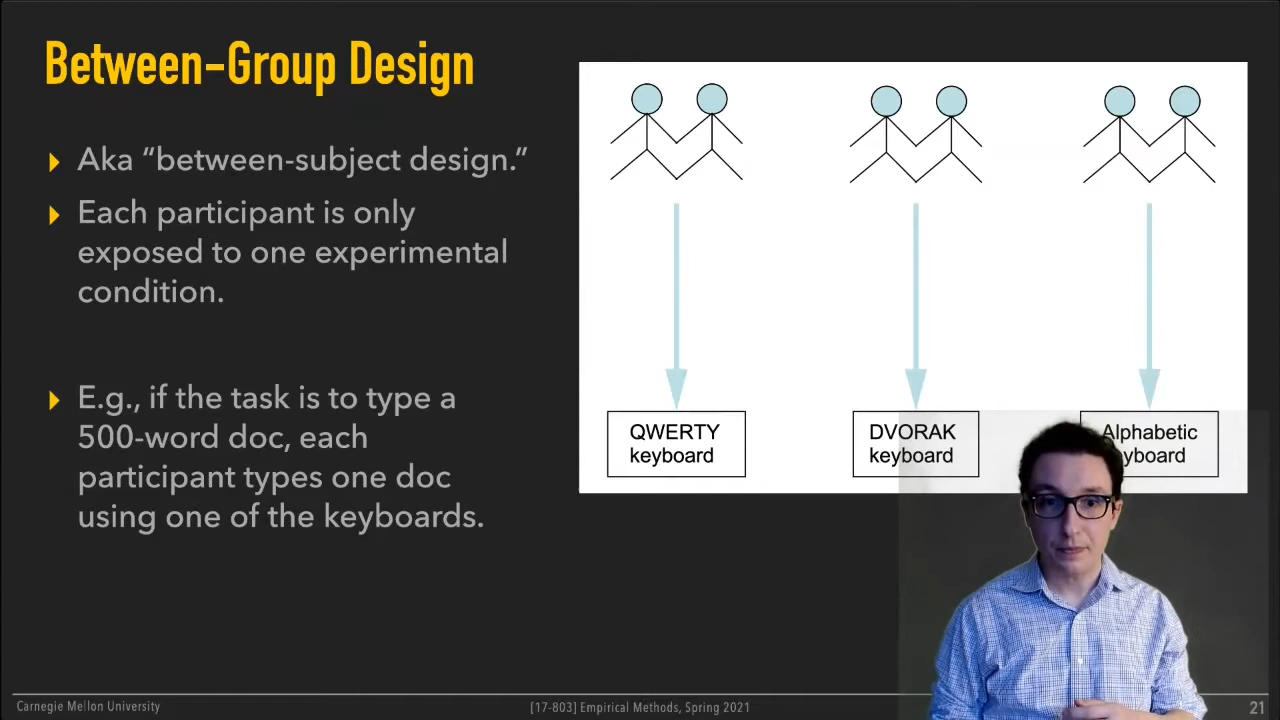 Between-Group Design
Aka “between-subject design.”
Each participant is only
exposed to one experimental
condition.
E.g., if the task is to type a
500-word doc, each
participant types one doc
using one of the keyboards.
QWERTY
keyboard
DVORAK
keyboard
Alphabetic
Carnegie Mellon University
[17-803] Empirical Methods, Spring 2021
21